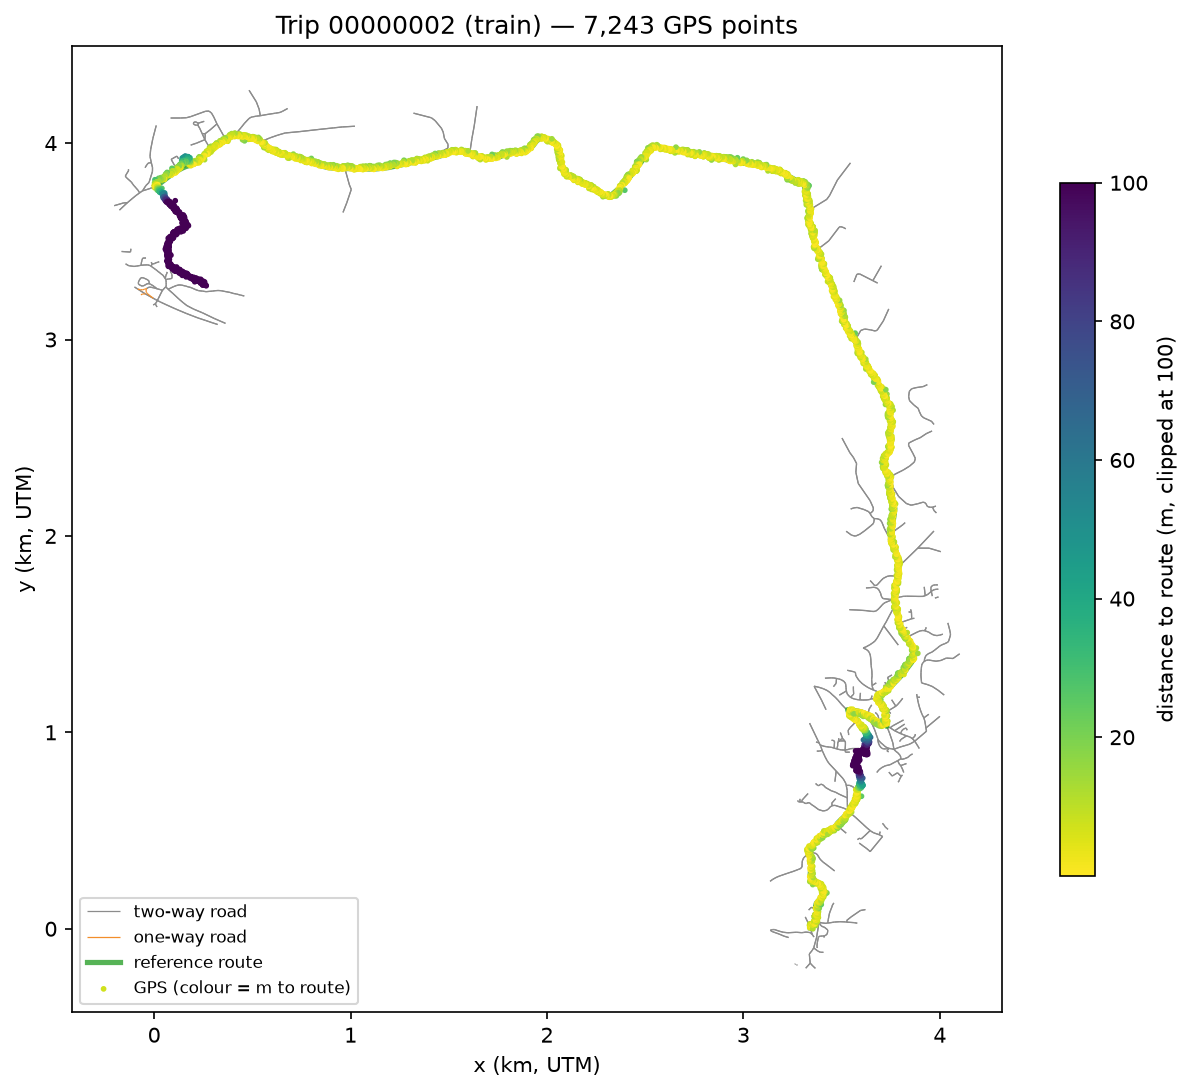 Trip 00000002 (train) — 7,243 GPS points
4
3
2
1
0
y (km, UTM)
two-way road
one-way road
reference route
GPS (colour = m to route)
0 1 2 3 4
x (km, UTM)
100
80
60
40
20
distance to route (m, clipped at 100)